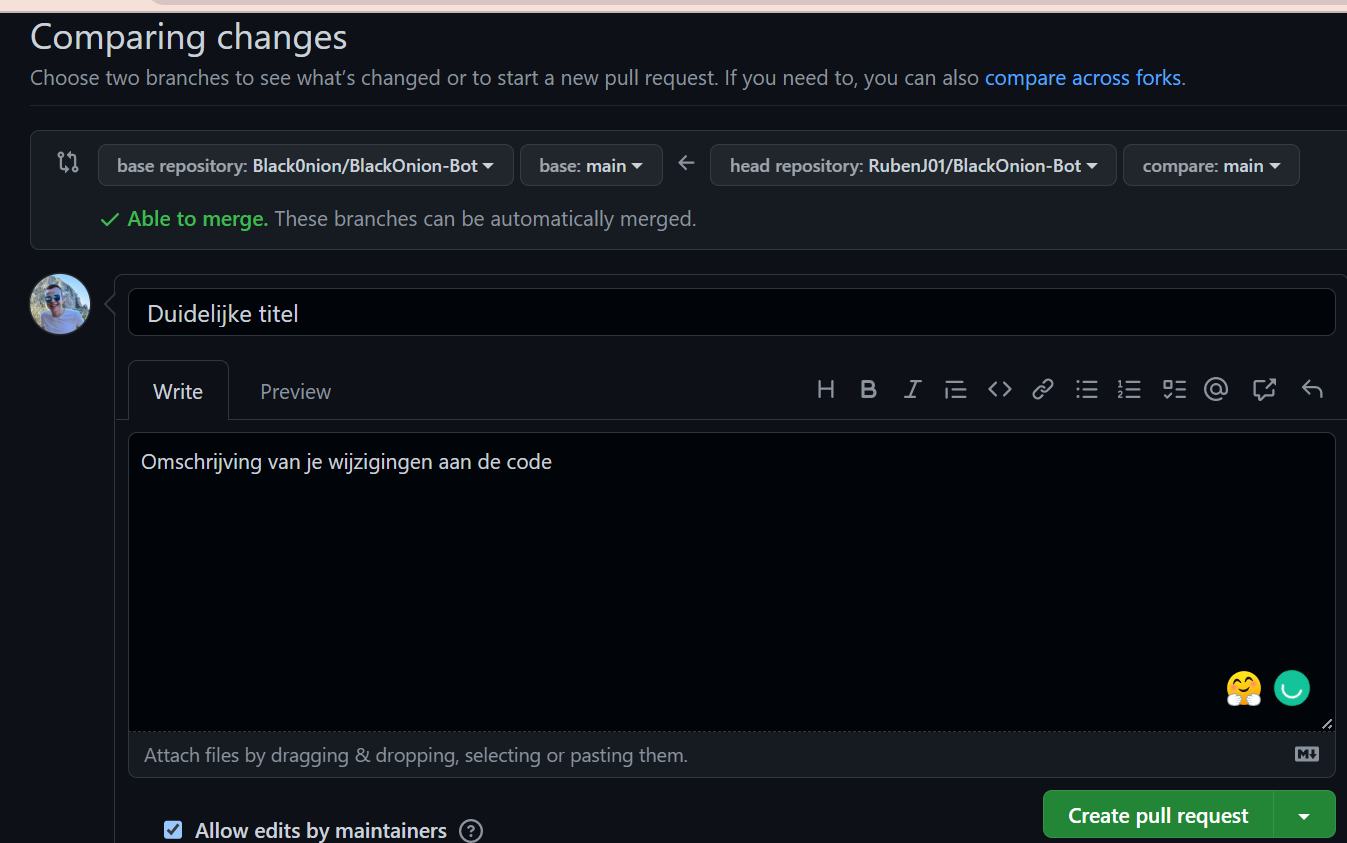 Comparing changes
Choose two branches to see what's changed or to start a new pull request. If you need to, you can also compare across forks.
base repository: Black0nion/BlackOnion-Bot base: main head repository: RubenJ01/BlackOnion-Bot compare: main
Able to merge. These branches can be automatically merged.
Duidelijke titel
Write Preview
Omschrijving van je wijzigingen aan de code
Attach files by dragging & dropping, selecting or pasting them.
Allow edits by maintainers
Create pull request